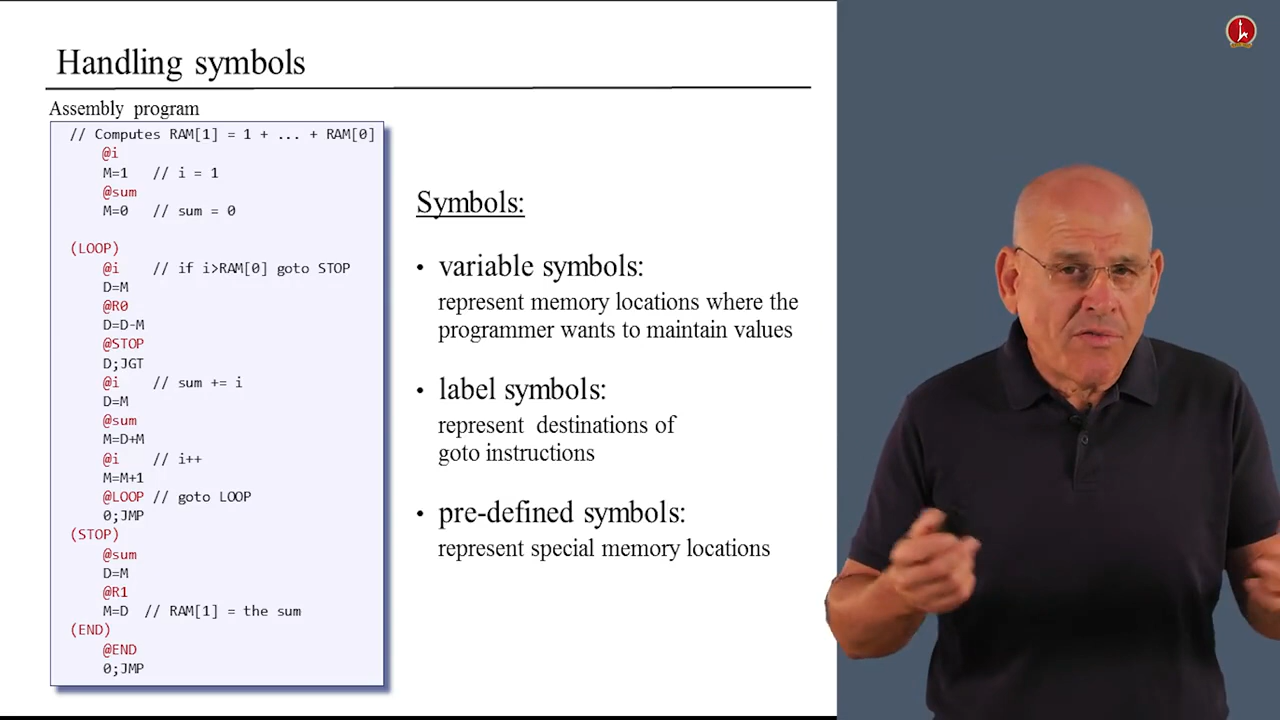 Handling symbols
Assembly program
// Computes RAM[1] = 1 + ... + RAM[0]
@i
M=1 // i = 1
@sum
M=0 // sum = 0
(LOOP)
@i // if i>RAM[0] goto STOP
D=M
@R0
D=D-M
@STOP
D;JGT
@i // sum += i
D=M
@sum
M=D+M
@i // i++
M=M+1
@LOOP // goto LOOP
0;JMP
(STOP)
@sum
D=M
@R1
M=D // RAM[1] = the sum
(END)
@END
0;JMP
Symbols:
• variable symbols:
represent memory locations where the
programmer wants to maintain values
• label symbols:
represent destinations of
goto instructions
• pre-defined symbols:
represent special memory locations